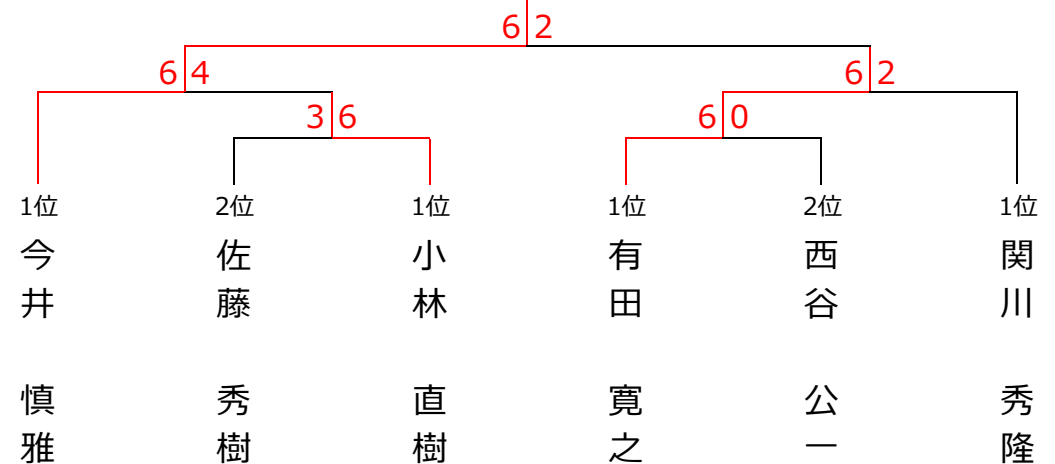 6 2
6 4
6 2
3 6
6 0
1位
2位
1位
1位
2位
1位
今井 慎雅
佐藤 秀樹
小林 直樹
有田 寛之
西谷 公一
関川 秀隆